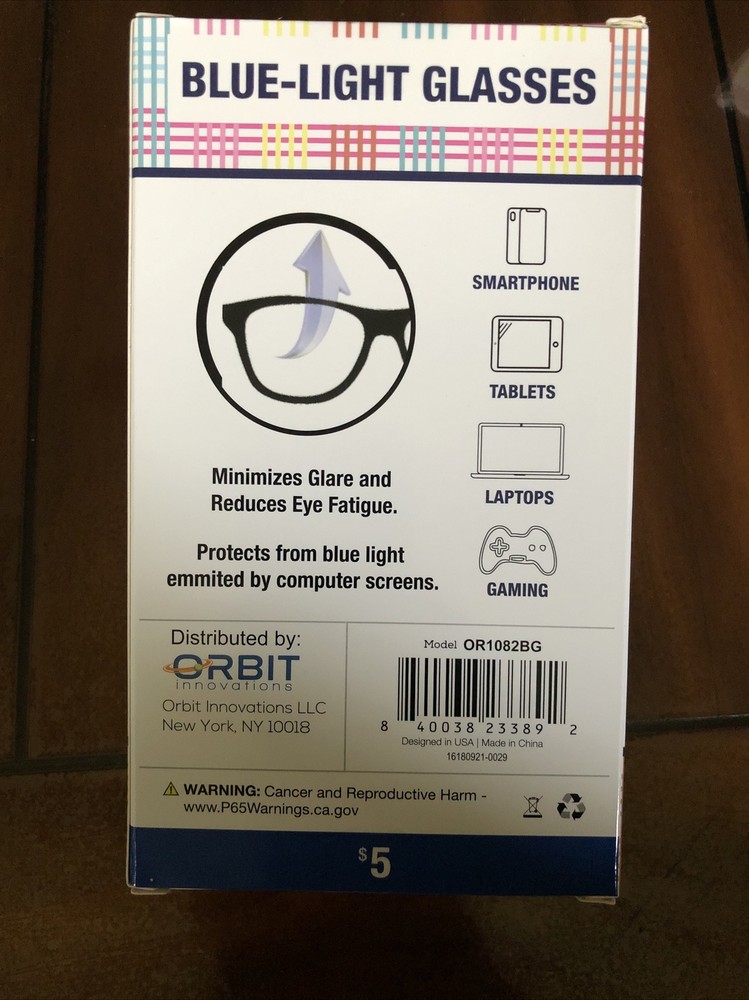 BLUE-LIGHT GLASSES
SMARTPHONE
TABLETS
LAPTOPS
GAMING
Minimizes Glare and
Reduces Eye Fatigue.
Protects from blue light
emmited by computer screens.
Distributed by:
ORBIT
innovations
Orbit Innovations LLC
New York, NY 10018
Model OR1082BG
8 40038 23389 2
Designed in USA | Made in China
16180921-0029
WARNING: Cancer and Reproductive Harm -
www.P65Warnings.ca.gov
$5